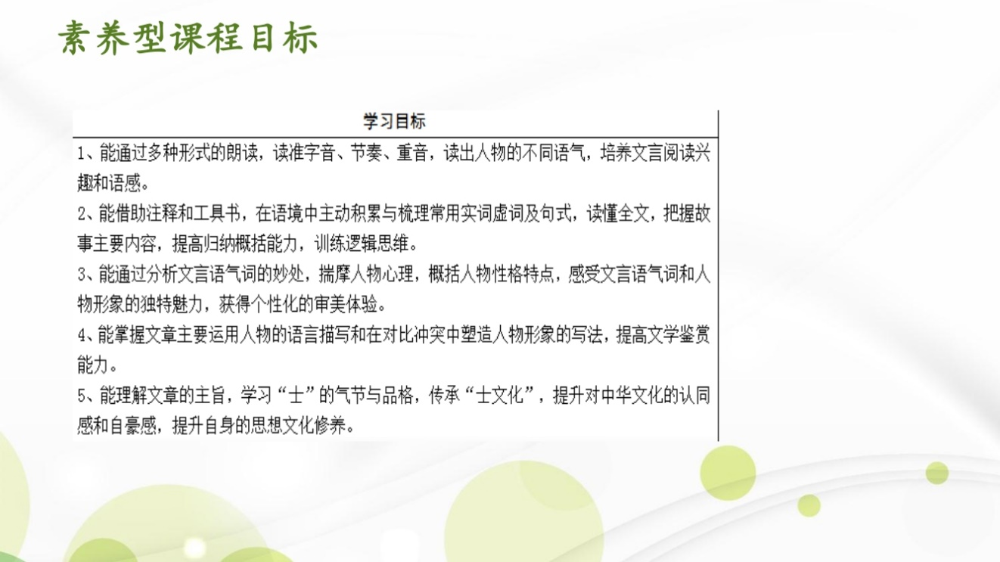 素养型课程目标
学习目标
1、能通过多种形式的朗读，读准字音、节奏、重音，读出人物的不同语气，培养文言阅读兴
趣和语感。
2、能借助注释和工具书，在语境中主动积累与梳理常用实词虚词及句式，读懂全文，把握故
事主要内容，提高归纳概括能力，训练逻辑思维。
3、能通过分析文言语气词的妙处，揣摩人物心理，概括人物性格特点，感受文言语气词和人
物形象的独特魅力，获得个性化的审美体验。
4、能掌握文章主要运用人物的语言描写和在对比冲突中塑造人物形象的写法，提高文学鉴赏
能力。
5、能理解文章的主旨，学习“士”的气节与品格，传承“士文化”，提升对中华文化的认同
感和自豪感，提升自身的思想文化修养。